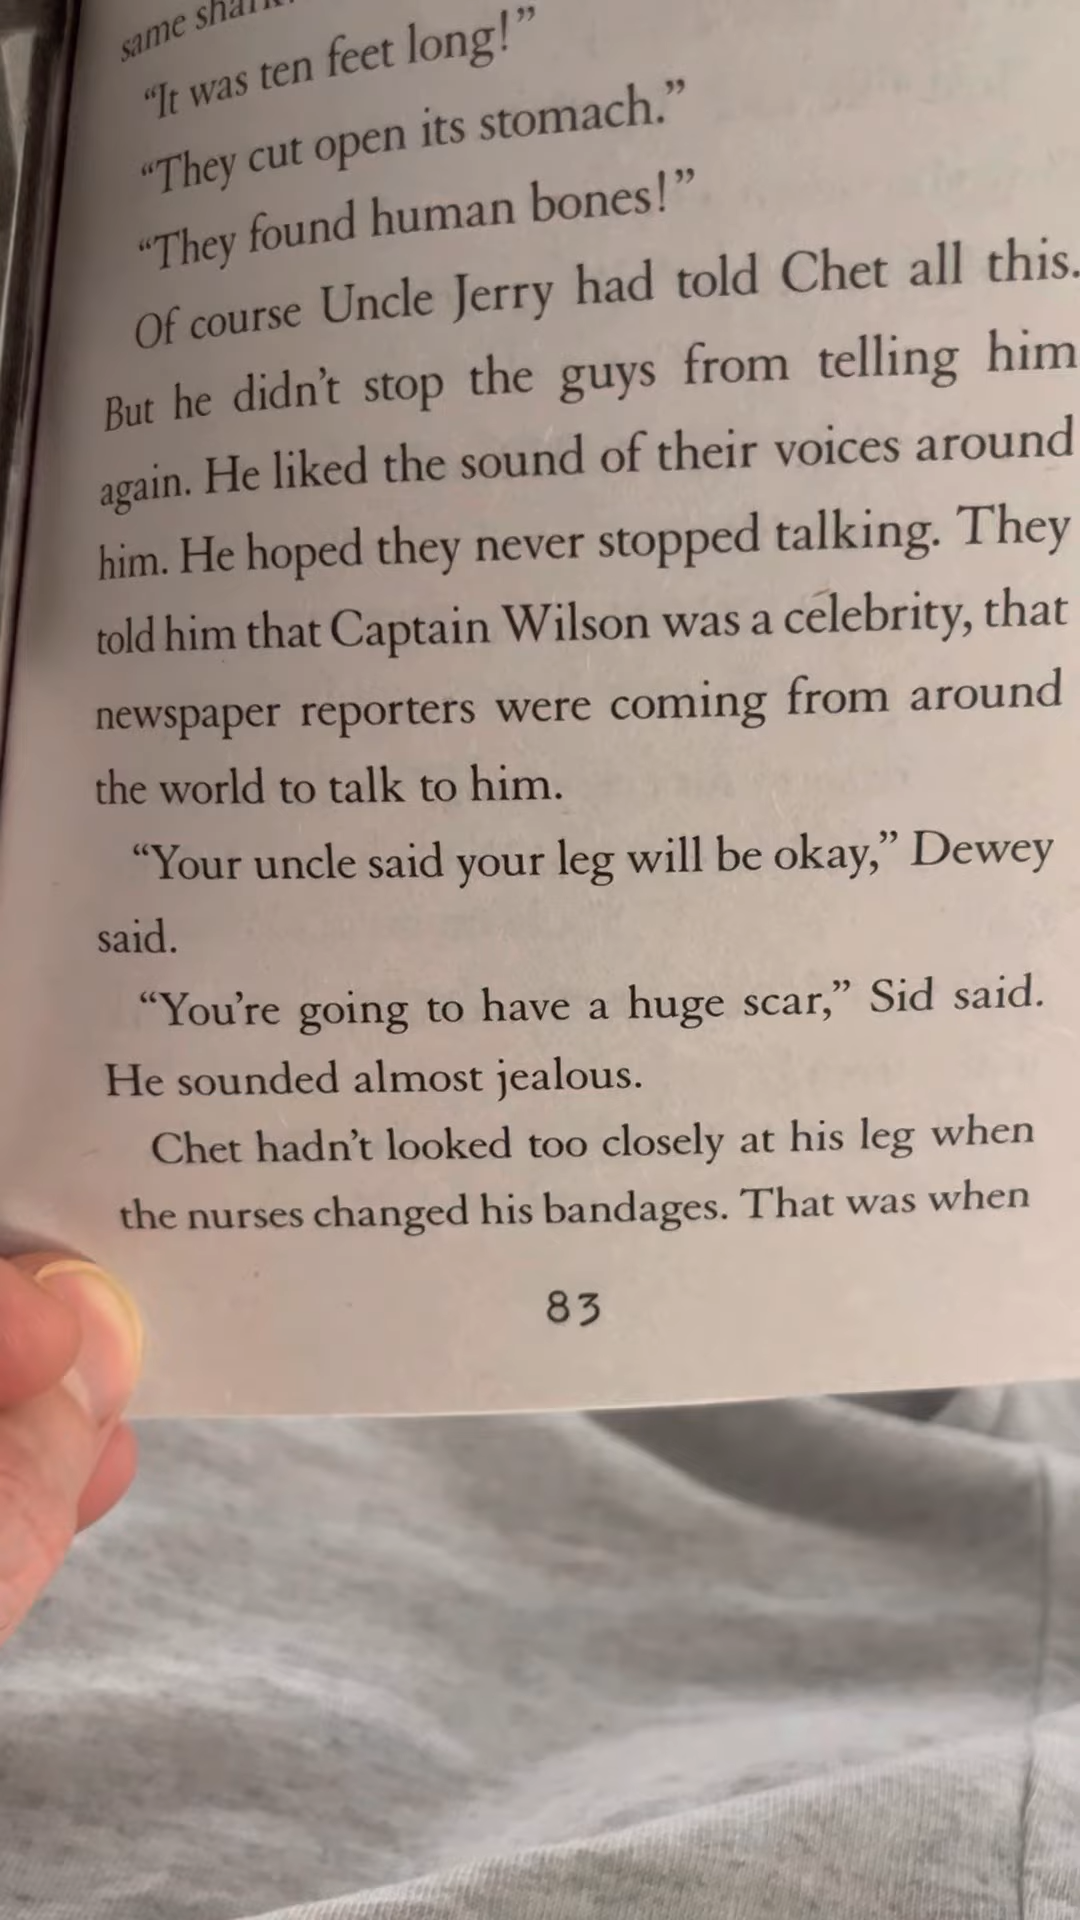 same
“It was ten feet long!”
“They cut open its stomach.”
“They found human bones!”
Of course Uncle Jerry had told Chet all this.
But he didn’t stop the guys from telling him
again. He liked the sound of their voices around
him. He hoped they never stopped talking. They
told him that Captain Wilson was a celebrity, that
newspaper reporters were coming from around
the world to talk to him.
“Your uncle said your leg will be okay,” Dewey
said.
“You’re going to have a huge scar,” Sid said.
He sounded almost jealous.
Chet hadn’t looked too closely at his leg when
the nurses changed his bandages. That was when
83